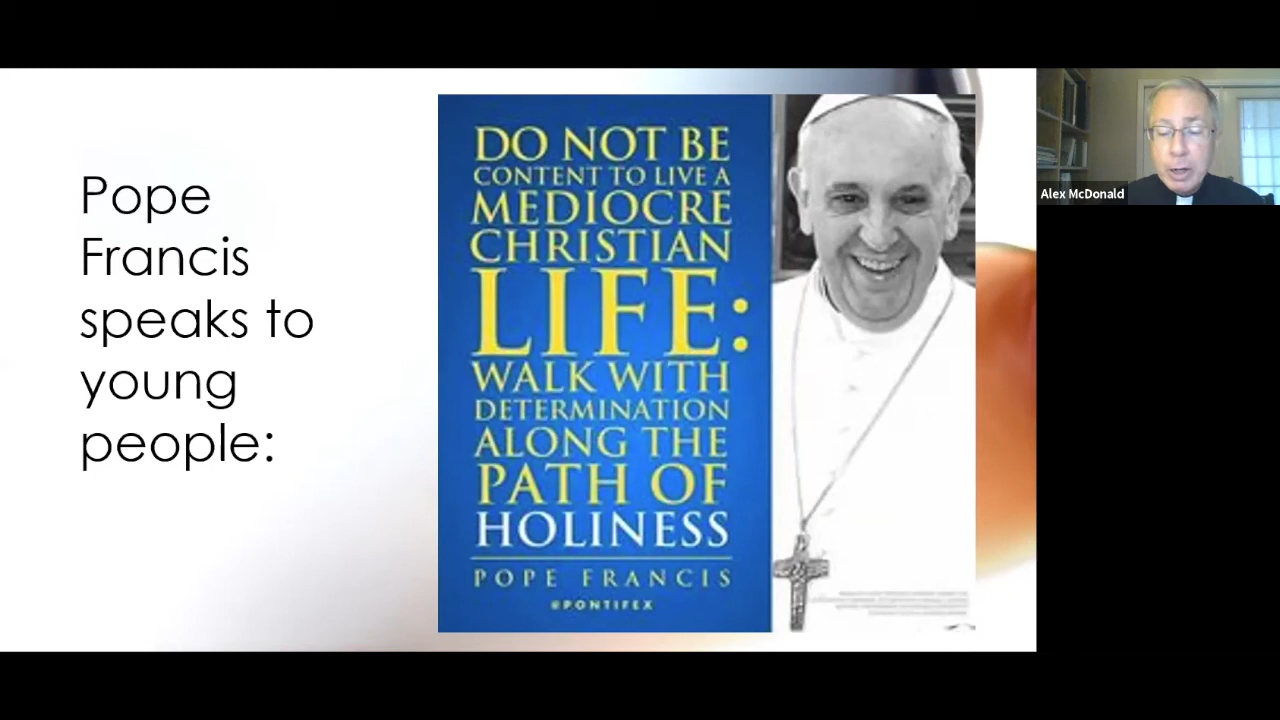 Pope
Francis
speaks to
young
people:
DO NOT BE
CONTENT TO LIVE A
MEDIOCRE
CHRISTIAN
LIFE:
WALK WITH
DETERMINATION
ALONG THE
PATH OF
HOLINESS
POPE FRANCIS
@PONTIFEX
Alex McDonald